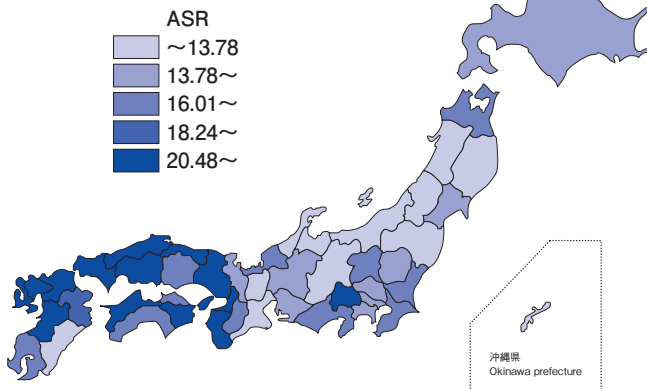 ASR
～13.78
13.78～
16.01～
18.24～
20.48～
沖縄県
Okinawa prefecture